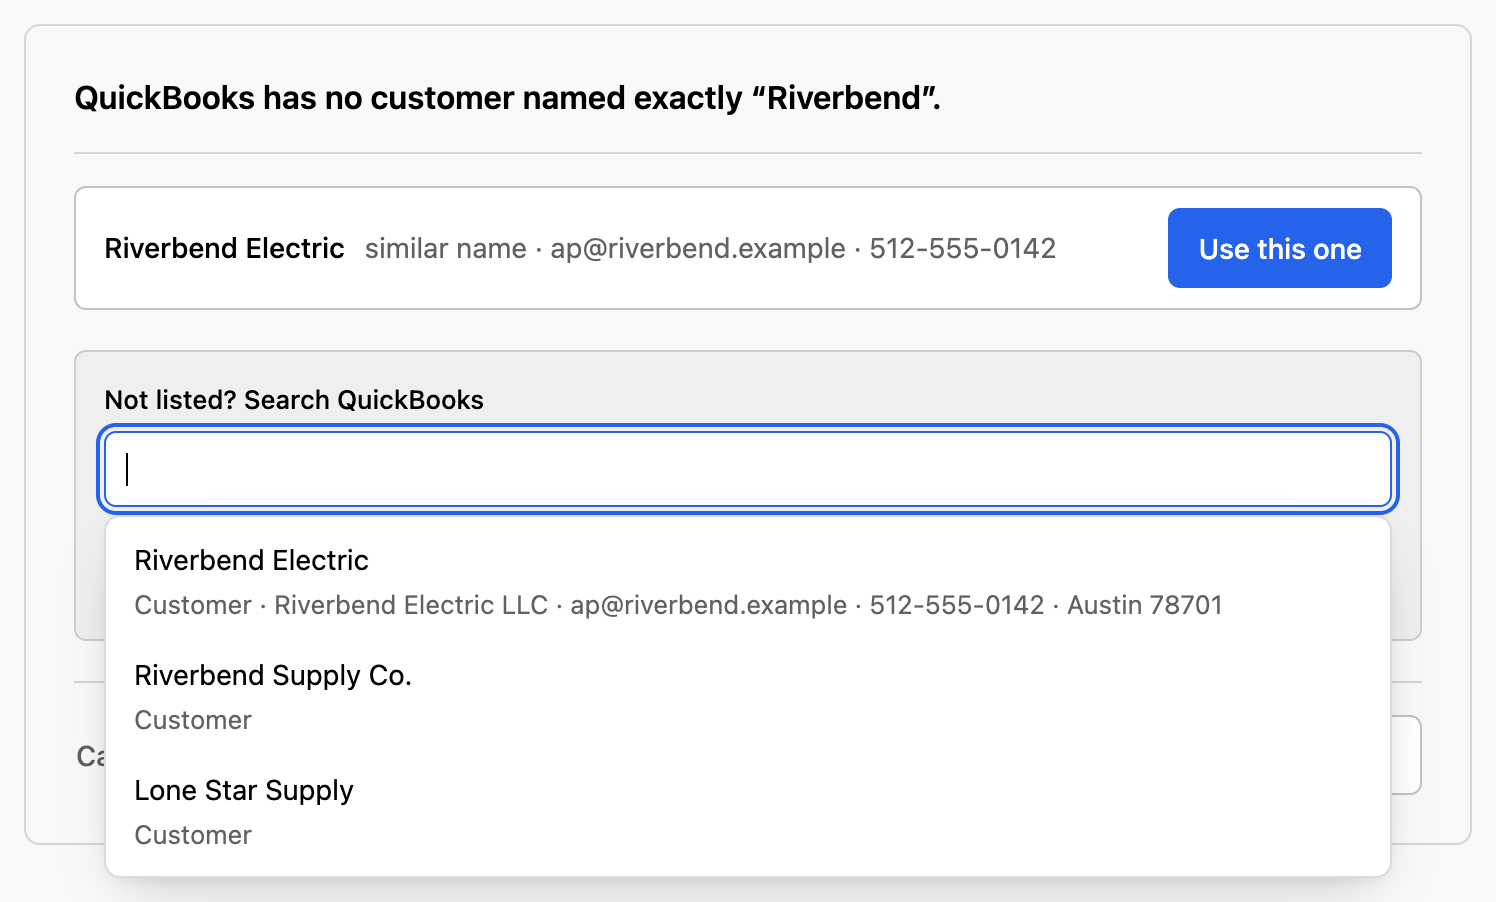 QuickBooks has no customer named exactly “Riverbend”.
Riverbend Electric similar name · ap@riverbend.example · 512-555-0142
Use this one
Not listed? Search QuickBooks
Riverbend Electric
Customer · Riverbend Electric LLC · ap@riverbend.example · 512-555-0142 · Austin 78701
Riverbend Supply Co.
Customer
Lone Star Supply
Customer